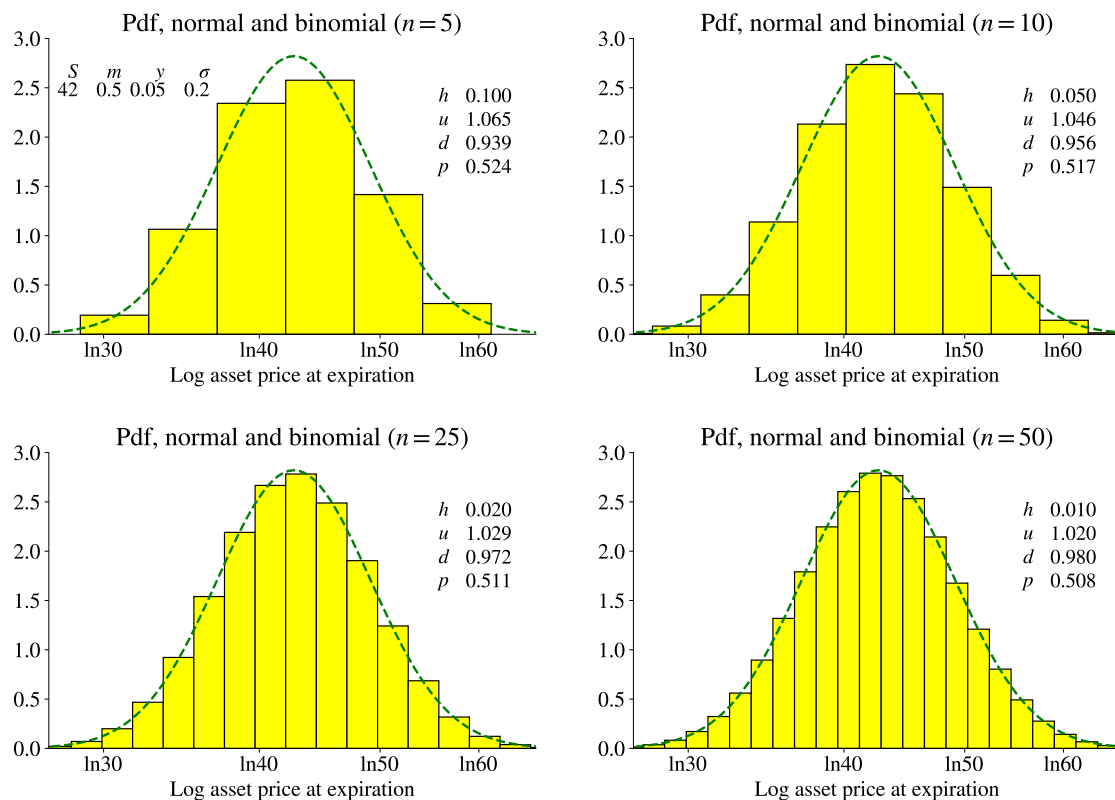 Pdf, normal and binomial (n = 5)
3.0
2.5
2.0
1.5
1.0
0.5
0.0
S m y σ
42 0.5 0.05 0.2
h 0.100
u 1.065
d 0.939
p 0.524
ln30 ln40 ln50 ln60
Log asset price at expiration
Pdf, normal and binomial (n = 10)
3.0
2.5
2.0
1.5
1.0
0.5
0.0
h 0.050
u 1.046
d 0.956
p 0.517
ln30 ln40 ln50 ln60
Log asset price at expiration
Pdf, normal and binomial (n = 25)
3.0
2.5
2.0
1.5
1.0
0.5
0.0
h 0.020
u 1.029
d 0.972
p 0.511
ln30 ln40 ln50 ln60
Log asset price at expiration
Pdf, normal and binomial (n = 50)
3.0
2.5
2.0
1.5
1.0
0.5
0.0
h 0.010
u 1.020
d 0.980
p 0.508
ln30 ln40 ln50 ln60
Log asset price at expiration